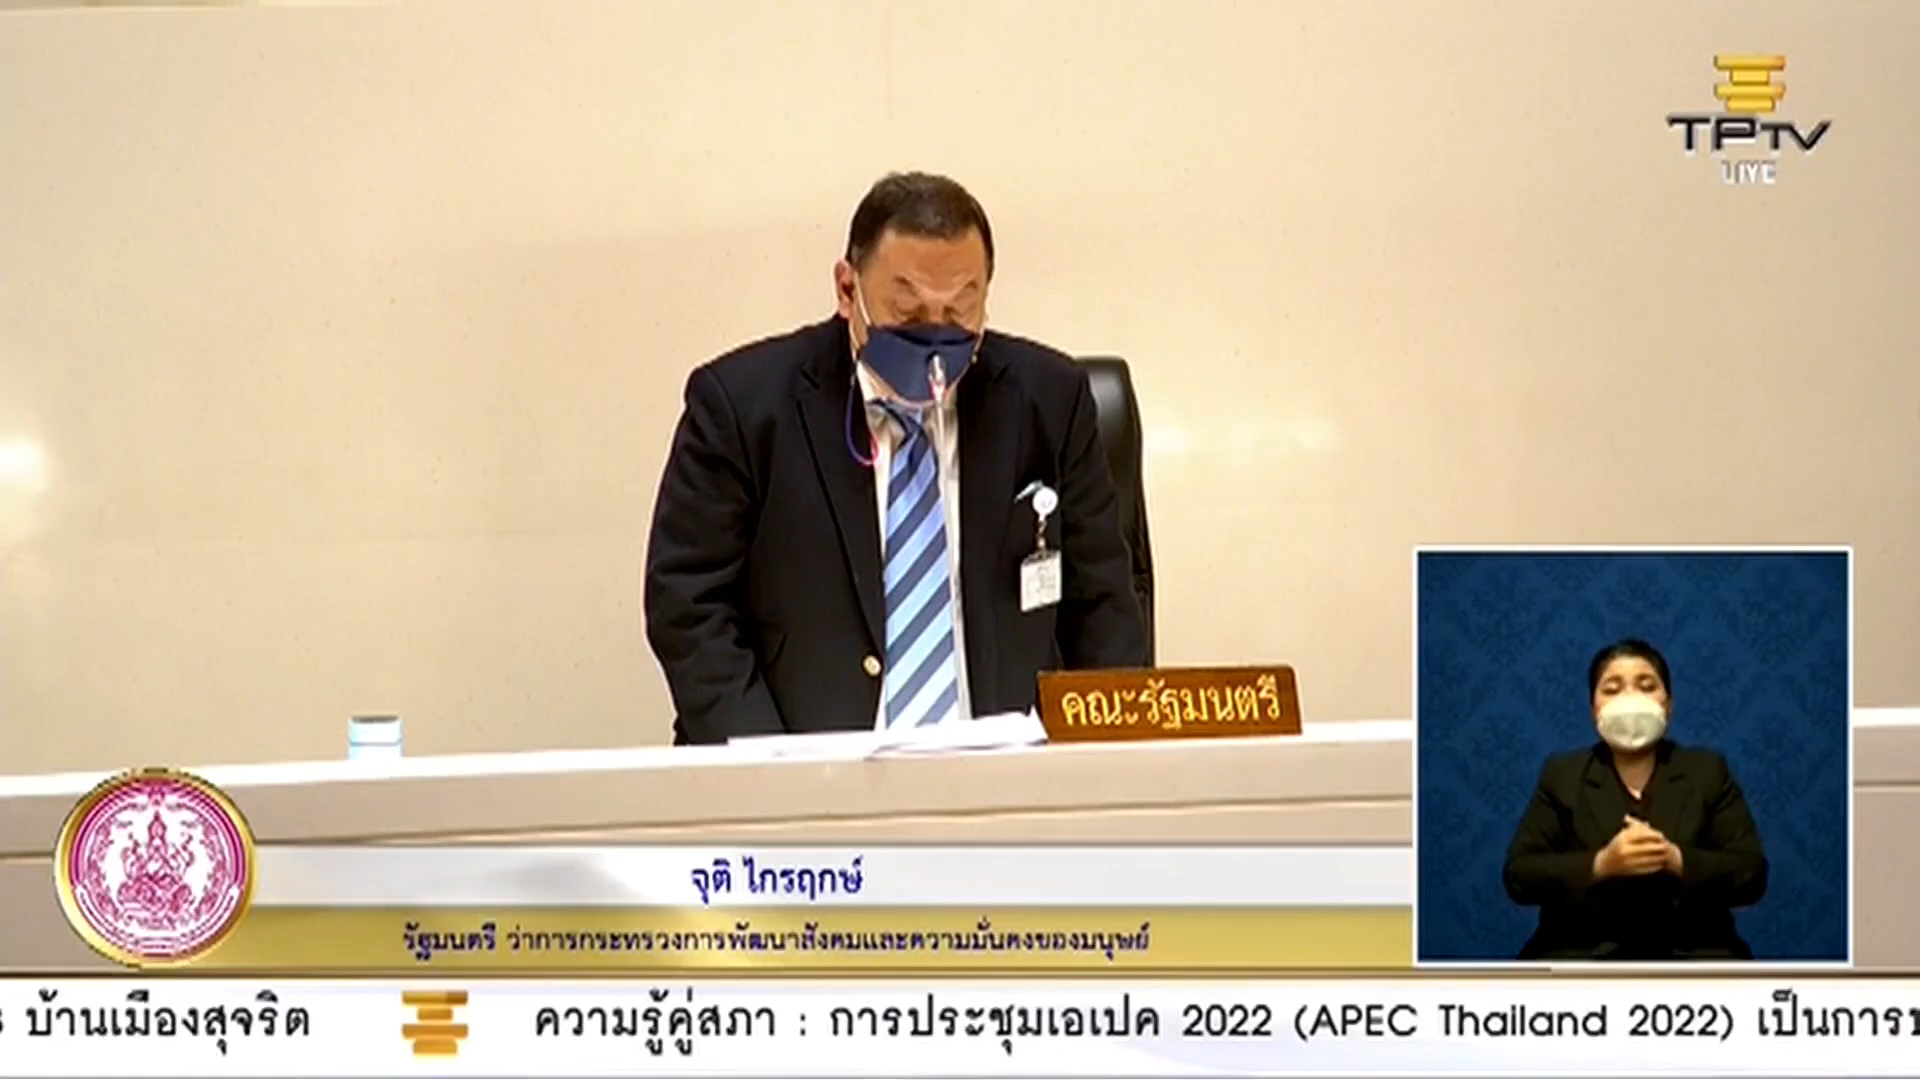 TPTV
LIVE
คณะรัฐมนตรี
จุติ ไกรฤกษ์
รัฐมนตรี ว่าการกระทรวงการพัฒนาสังคมและความมั่นคงของมนุษย์
บ้านเมืองสุจริต ความรู้คู่สภา : การประชุมเอเปค 2022 (APEC Thailand 2022) เป็นการ